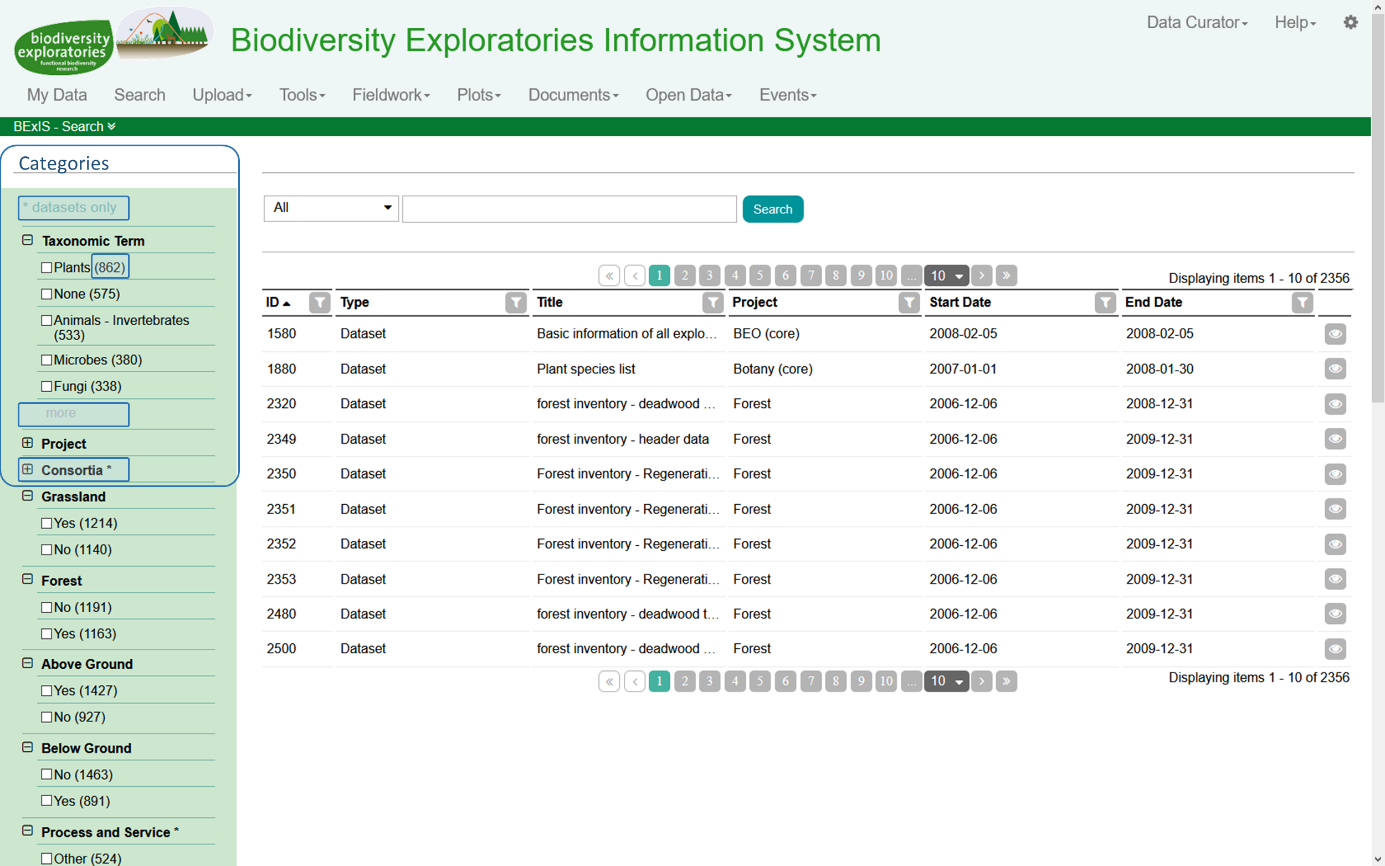 biodiversity
exploratories
functional biodiversity
research
Biodiversity Exploratories Information System
Data Curator
Help
My Data
Search
Upload
Tools
Fieldwork
Plots
Documents
Open Data
Events
BExIS - Search
Categories
* datasets only
Taxonomic Term
Plants (862)
None (575)
Animals - Invertebrates
(533)
Microbes (380)
Fungi (338)
more
Project
Consortia *
Grassland
Yes (1214)
No (1140)
Forest
No (1191)
Yes (1163)
Above Ground
Yes (1427)
No (927)
Below Ground
No (1463)
Yes (891)
Process and Service *
Other (524)
All
Search
« ‹ 1 2 3 4 5 6 7 8 9 10 ... 10 › »
Displaying items 1 - 10 of 2356
ID Type Title Project Start Date End Date
1580 Dataset Basic information of all explo... BEO (core) 2008-02-05 2008-02-05
1880 Dataset Plant species list Botany (core) 2007-01-01 2008-01-30
2320 Dataset forest inventory - deadwood ... Forest 2006-12-06 2008-12-31
2349 Dataset forest inventory - header data Forest 2006-12-06 2009-12-31
2350 Dataset Forest inventory - Regenerati... Forest 2006-12-06 2009-12-31
2351 Dataset Forest inventory - Regenerati... Forest 2006-12-06 2009-12-31
2352 Dataset Forest inventory - Regenerati... Forest 2006-12-06 2009-12-31
2353 Dataset Forest inventory - Regenerati... Forest 2006-12-06 2009-12-31
2480 Dataset forest inventory - deadwood t... Forest 2006-12-06 2009-12-31
2500 Dataset forest inventory - deadwood ... Forest 2006-12-06 2009-12-31
« ‹ 1 2 3 4 5 6 7 8 9 10 ... 10 › »
Displaying items 1 - 10 of 2356